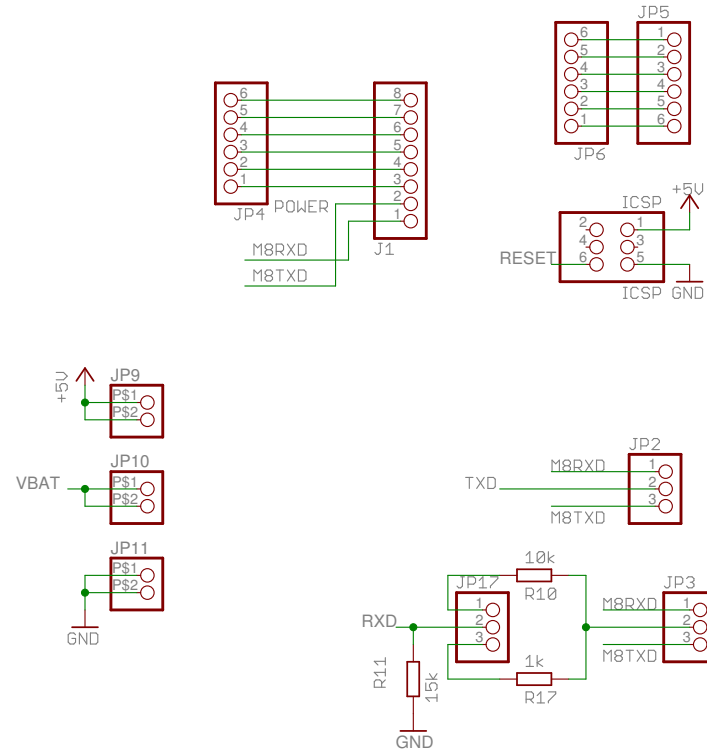 JP5
6 1
5 2
4 3
3 4
2 5
1 6
JP6
6 8
5 7
4 6
3 5
2 4
1 3
2
1
JP4
POWER
J1
M8RXD
M8TXD
+5V
ICSP
2 1
4 3
6 5
RESET
ICSP
GND
+5V
JP9
P$1
P$2
JP10
VBAT
P$1
P$2
JP11
P$1
P$2
GND
JP2
M8RXD 1
TXD 2
M8TXD 3
10k
R10
JP17
1
RXD 2
3
JP3
M8RXD 1
2
M8TXD 3
1k
R17
R11
15k
GND